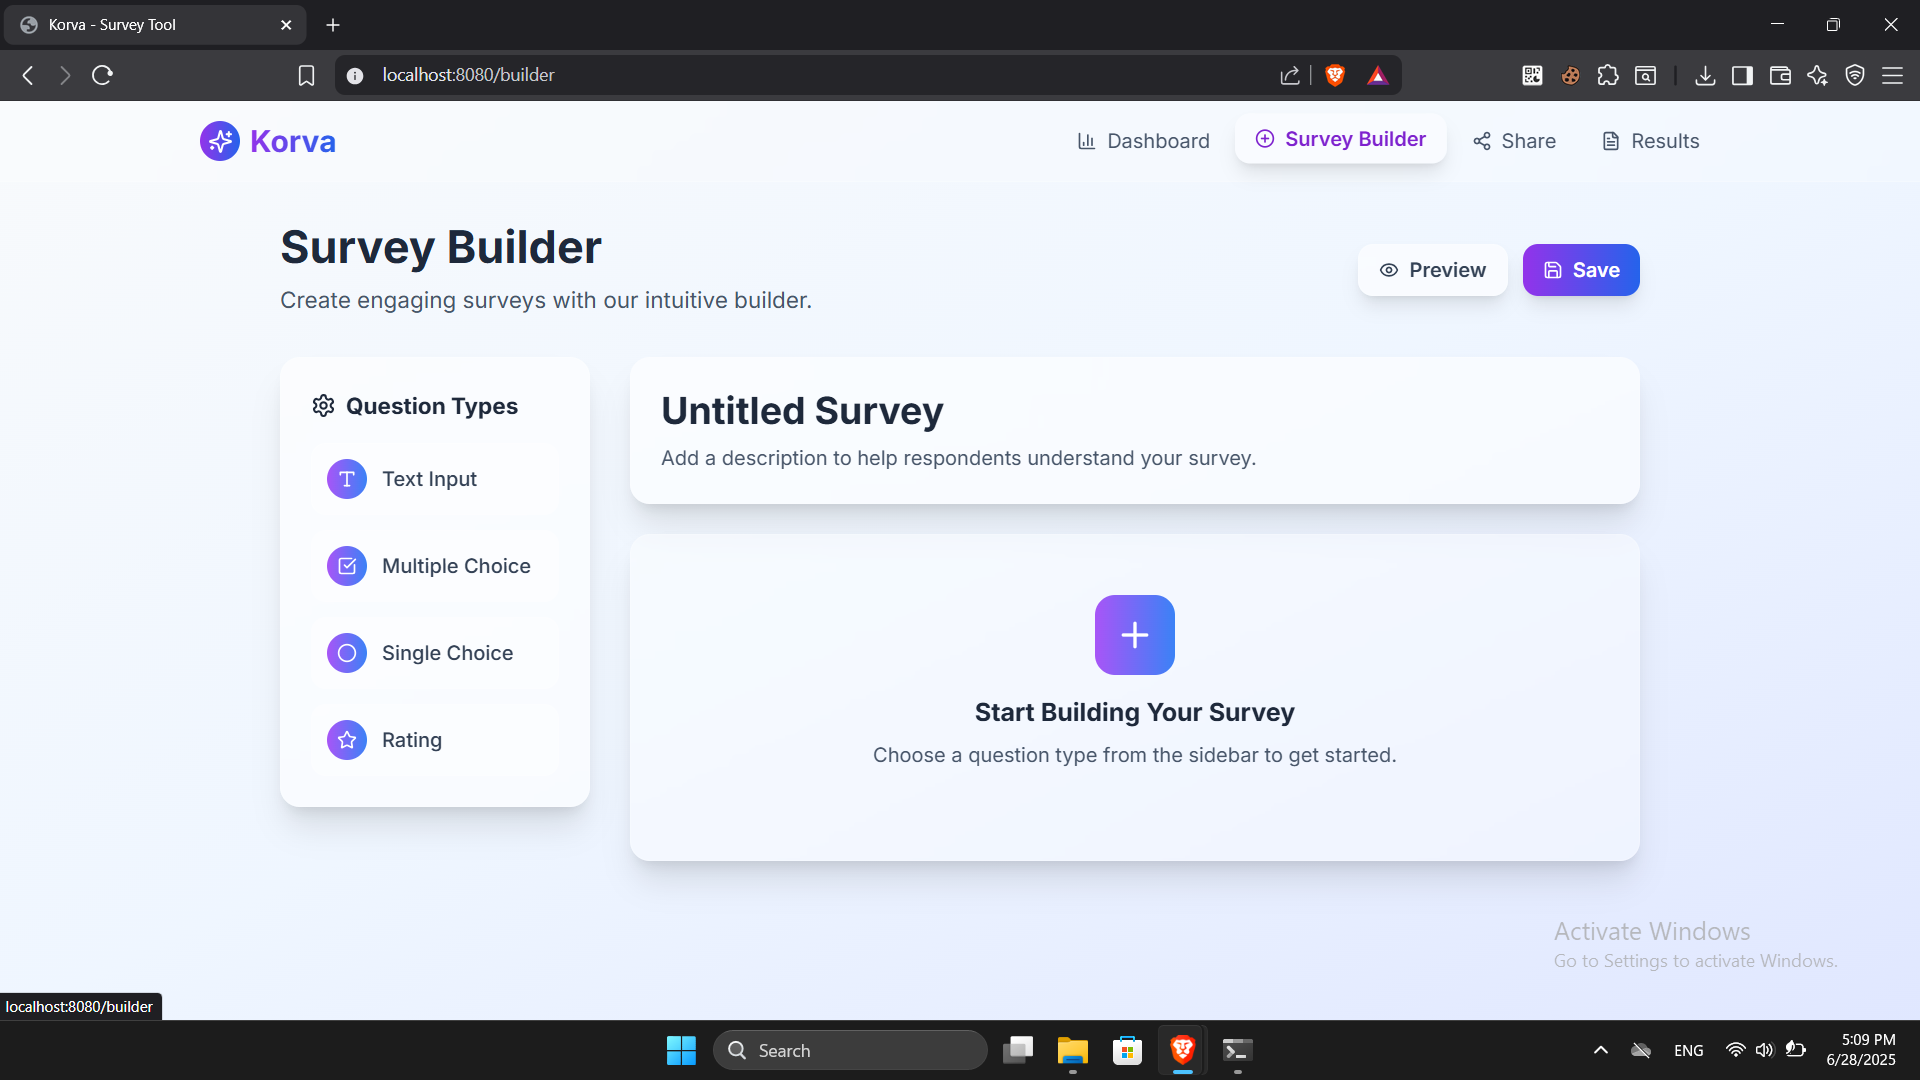 Korva - Survey Tool
localhost:8080/builder
Korva
Dashboard
Survey Builder
Share
Results
Survey Builder
Create engaging surveys with our intuitive builder.
Preview
Save
Question Types
Text Input
Multiple Choice
Single Choice
Rating
Untitled Survey
Add a description to help respondents understand your survey.
Start Building Your Survey
Choose a question type from the sidebar to get started.
Activate Windows
Go to Settings to activate Windows.
localhost:8080/builder
Search
ENG
5:09 PM
6/28/2025